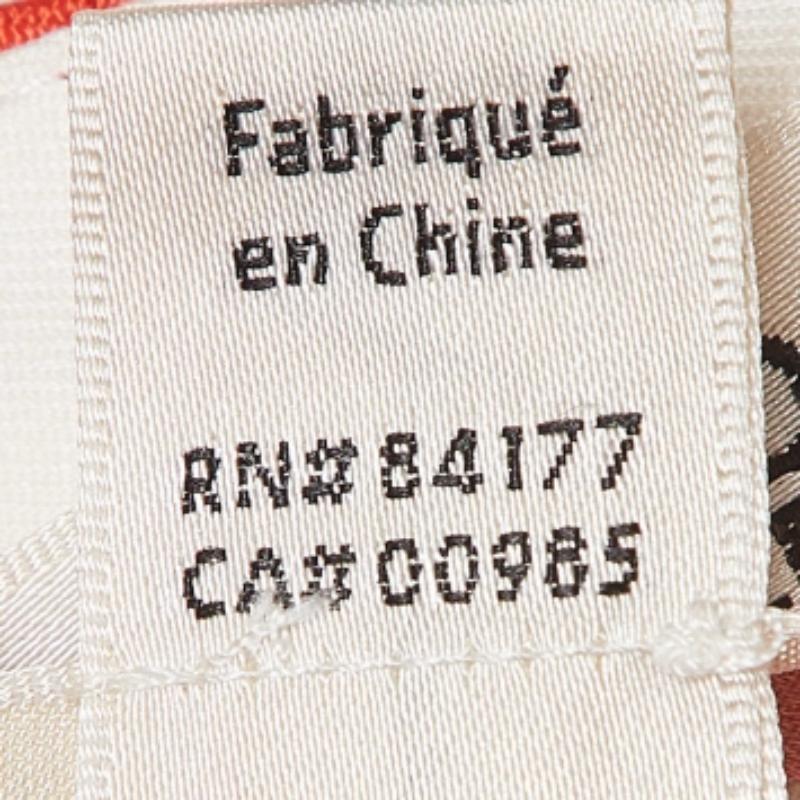 Fabriqué
en Chine
RN# 84177
CA# 00985